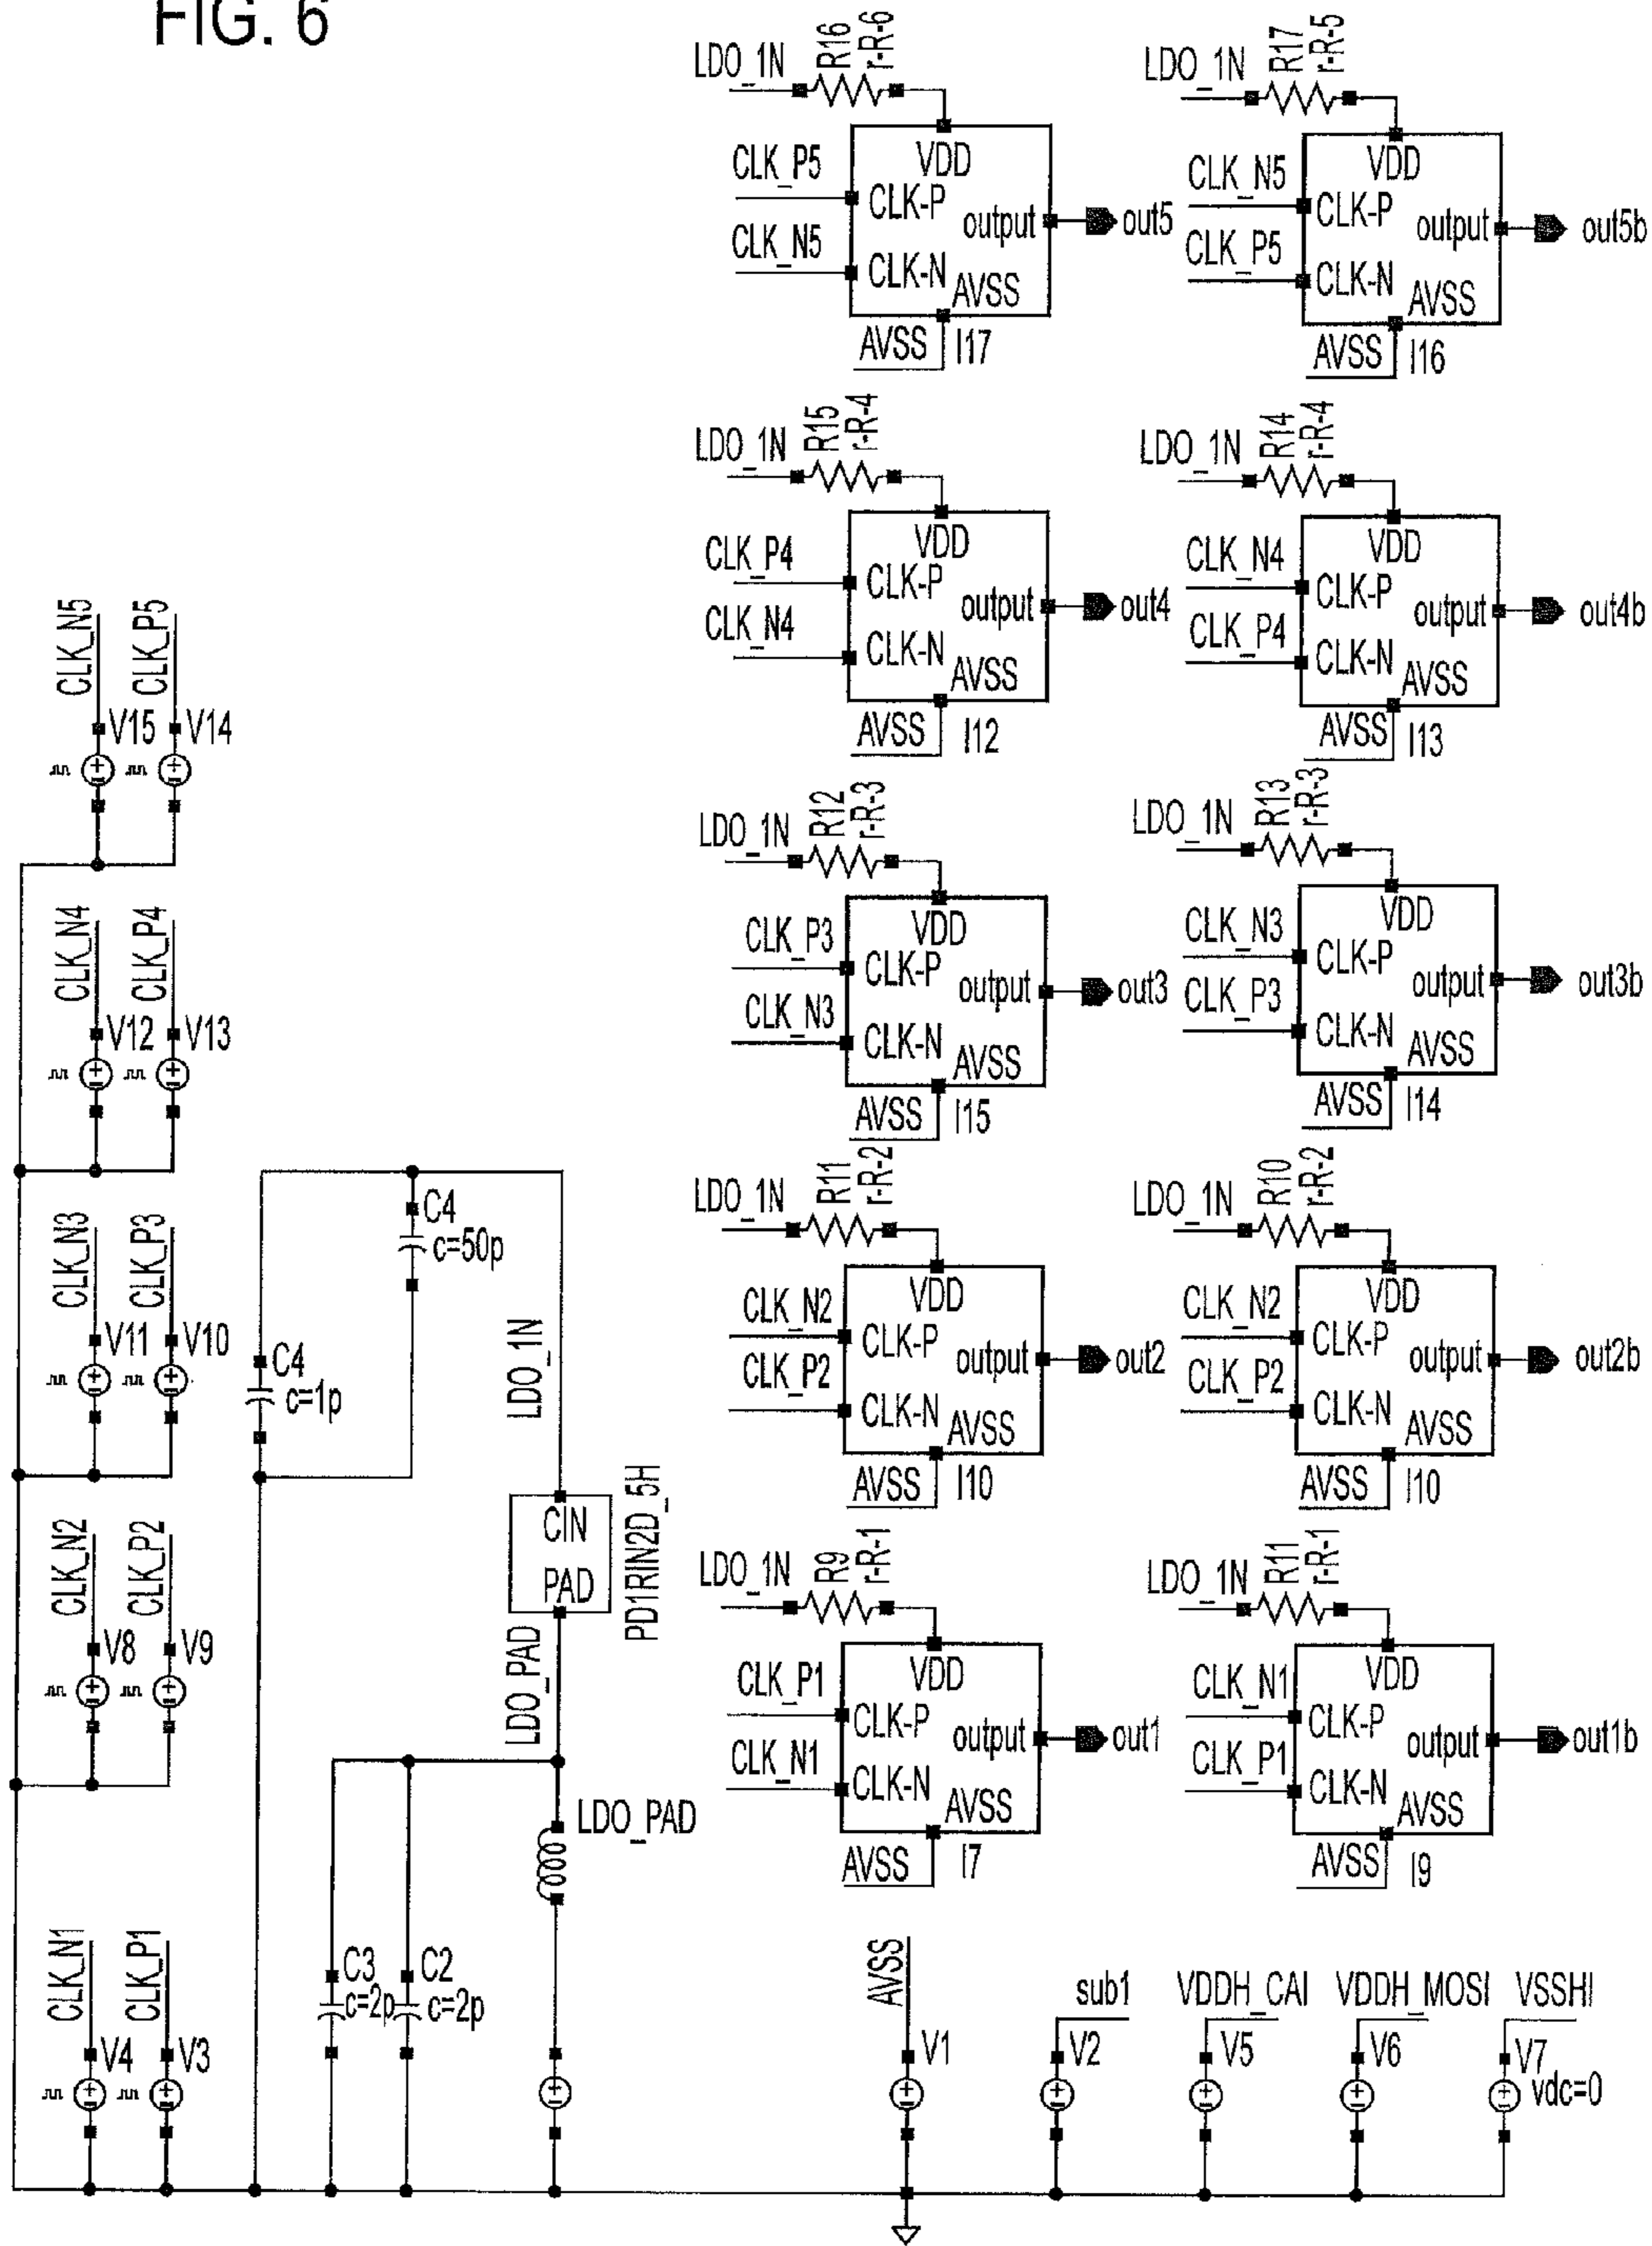 FIG. 6
LDO_1N
R16
r-R-6
CLK_P5
CLK_N5
VDD
CLK-P
CLK-N
output
AVSS
AVSS
I17
out5
LDO_1N
R17
r-R-5
CLK_N5
CLK_P5
VDD
CLK-P
CLK-N
output
AVSS
AVSS
I16
out5b
LDO_1N
R15
r-R-4
CLK_P4
CLK_N4
VDD
CLK-P
CLK-N
output
AVSS
AVSS
I12
out4
LDO_1N
R14
r-R-4
CLK_N4
CLK_P4
VDD
CLK-P
CLK-N
output
AVSS
AVSS
I13
out4b
LDO_1N
R12
r-R-3
CLK_P3
CLK_N3
VDD
CLK-P
CLK-N
output
AVSS
AVSS
I15
out3
LDO_1N
R13
r-R-3
CLK_N3
CLK_P3
VDD
CLK-P
CLK-N
output
AVSS
AVSS
I14
out3b
LDO_1N
R11
r-R-2
CLK_N2
CLK_P2
VDD
CLK-P
CLK-N
output
AVSS
AVSS
I10
out2
LDO_1N
R10
r-R-2
CLK_N2
CLK_P2
VDD
CLK-P
CLK-N
output
AVSS
AVSS
I10
out2b
LDO_1N
R9
r-R-1
CLK_P1
CLK_N1
VDD
CLK-P
CLK-N
output
AVSS
AVSS
I7
out1
LDO_1N
R11
r-R-1
CLK_N1
CLK_P1
VDD
CLK-P
CLK-N
output
AVSS
AVSS
I9
out1b
CLK_N5
CLK_P5
V15
V14
CLK_N4
CLK_P4
V12
V13
CLK_N3
CLK_P3
V11
V10
CLK_N2
CLK_P2
V8
V9
CLK_N1
CLK_P1
V4
V3
C4
c=50p
C4
c=1p
LDO_1N
CIN
PAD
PD1RIN2D_5H
LDO_PAD
LDO_PAD
C3
c=2p
C2
c=2p
AVSS
V1
sub1
V2
VDDH_CAI
V5
VDDH_MOSI
V6
VSSHI
V7
vdc=0